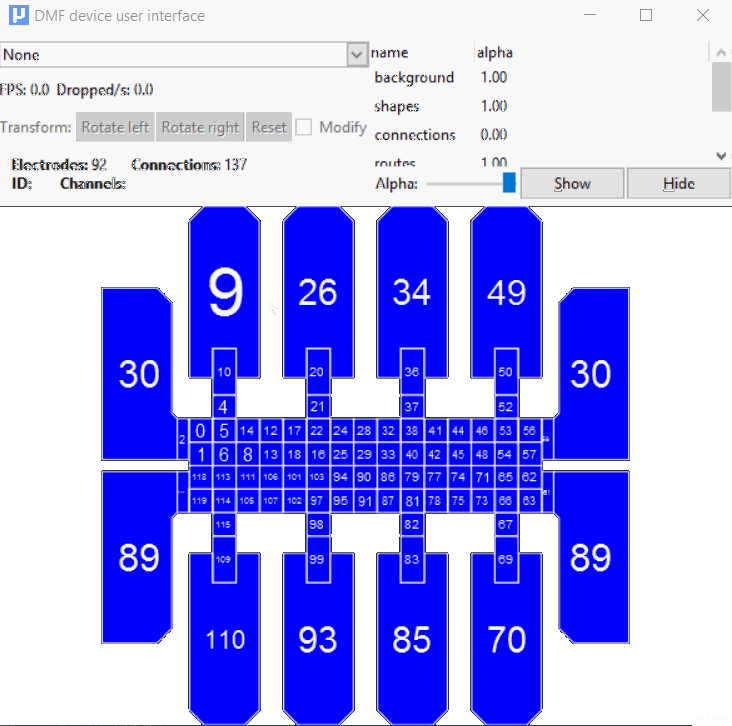 DMF device user interface
None
name alpha
background 1.00
FPS: 0.0 Dropped/s: 0.0
shapes 1.00
Transform: Rotate left Rotate right Reset Modify
connections 0.00
routes 1.00
Electrodes: 92 Connections: 137
ID: Channels:
Alpha: Show Hide
9 26 34 49
30 30
10 20 36 50
4 21 37 52
2 0 5 14 12 17 22 24 28 32 38 41 44 46 53 56
1 6 8 13 18 16 25 29 33 40 42 45 48 54 57
118 113 111 106 101 103 94 90 86 79 77 74 71 65 62
119 114 105 107 102 97 95 91 87 81 78 75 73 66 63 61
115 98 82 67
109 99 83 69
89 89
110 93 85 70